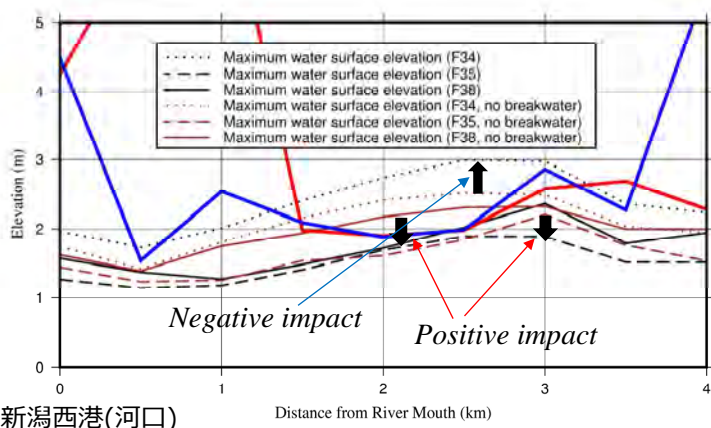 5
4
3
2
1
0
Elevation (m)
Maximum water surface elevation (F34)
Maximum water surface elevation (F35)
Maximum water surface elevation (F38)
Maximum water surface elevation (F34, no breakwater)
Maximum water surface elevation (F35, no breakwater)
Maximum water surface elevation (F38, no breakwater)
Negative impact
Positive impact
0 1 2 3 4
新潟西港(河口)
Distance from River Mouth (km)